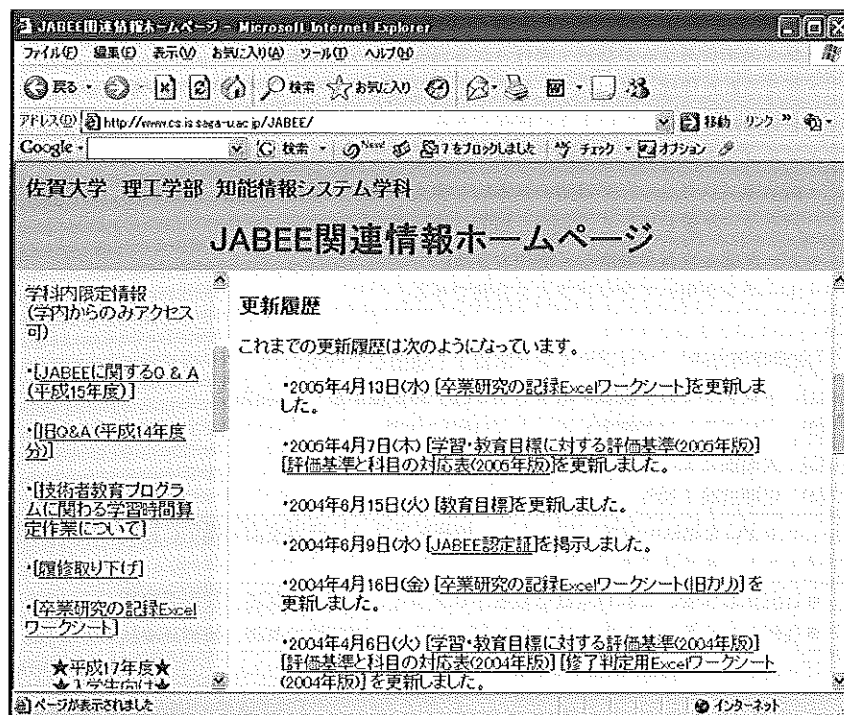 JABEE関連情報ホームページ - Microsoft Internet Explorer
ファイル(F) 編集(E) 表示(V) お気に入り(A) ツール(T) ヘルプ(H)
戻る 検索 お気に入り
アドレス(D) http://www.cs.is.saga-u.ac.jp/JABEE/ 移動 リンク »
Google 検索 New! 17をブロックしました チェック オプション
佐賀大学 理工学部 知能情報システム学科
JABEE関連情報ホームページ
学科内限定情報
(学内からのみアクセス
可)
・[JABEEに関するQ & A
(平成15年度)]
・[旧Q&A(平成14年度
分)]
・[技術者教育プログラ
ムに関わる学習時間算
定作業について]
・[履修取り下げ]
・[卒業研究の記録Excel
ワークシート]
★平成17年度★
★入学生向け★
更新履歴
これまでの更新履歴は次のようになっています。
・2005年4月13日(水) [卒業研究の記録Excelワークシート]を更新しま
した。
・2005年4月7日(木) [学習・教育目標に対する評価基準(2005年版)]
[評価基準と科目の対応表(2005年版)]を更新しました。
・2004年6月15日(火) [教育目標]を更新しました。
・2004年6月9日(水) [JABEE認定証]を掲示しました。
・2004年4月16日(金) [卒業研究の記録Excelワークシート(旧カリ)] を
更新しました。
・2004年4月6日(火) [学習・教育目標に対する評価基準(2004年版)]
[評価基準と科目の対応表(2004年版)] [修了判定用Excelワークシート
(2004年版)] を更新しました。
ページが表示されました インターネット